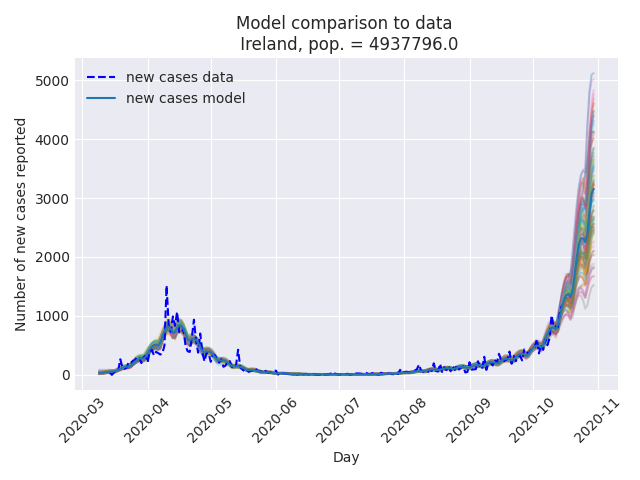 Model comparison to data
Ireland, pop. = 4937796.0
new cases data
new cases model
Number of new cases reported
5000
4000
3000
2000
1000
0
2020-03
2020-04
2020-05
2020-06
2020-07
2020-08
2020-09
2020-10
2020-11
Day